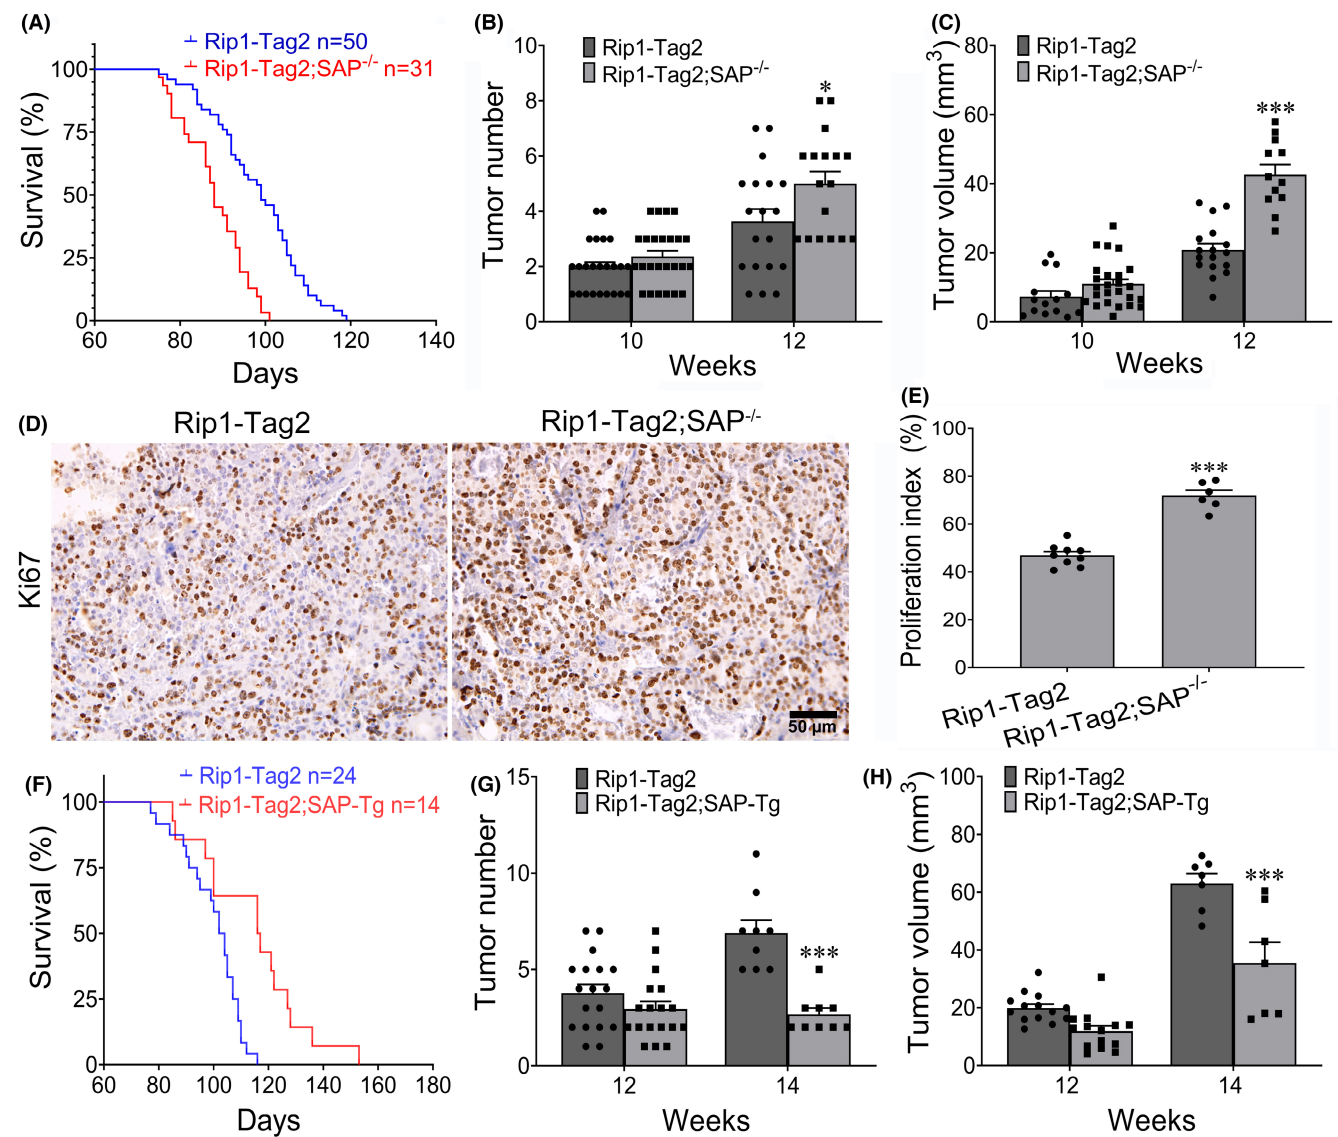 (A)
Rip1-Tag2 n=50
Rip1-Tag2;SAP-/- n=31
Survival (%)
100
75
50
25
0
60 80 100 120 140
Days
(B)
Rip1-Tag2
Rip1-Tag2;SAP-/-
Tumor number
10
8
6
4
2
0
*
10 12
Weeks
(C)
Rip1-Tag2
Rip1-Tag2;SAP-/-
Tumor volume (mm3)
80
60
40
20
0
***
10 12
Weeks
(D)
Rip1-Tag2 Rip1-Tag2;SAP-/-
KI67
50 µm
(E)
Proliferation index (%)
100
80
60
40
20
0
***
Rip1-Tag2
Rip1-Tag2;SAP-/-
(F)
Rip1-Tag2 n=24
Rip1-Tag2;SAP-Tg n=14
Survival (%)
100
75
50
25
0
60 80 100 120 140 160 180
Days
(G)
Rip1-Tag2
Rip1-Tag2;SAP-Tg
Tumor number
15
10
5
0
***
12 14
Weeks
(H)
Rip1-Tag2
Rip1-Tag2;SAP-Tg
Tumor volume (mm3)
100
80
60
40
20
0
***
12 14
Weeks